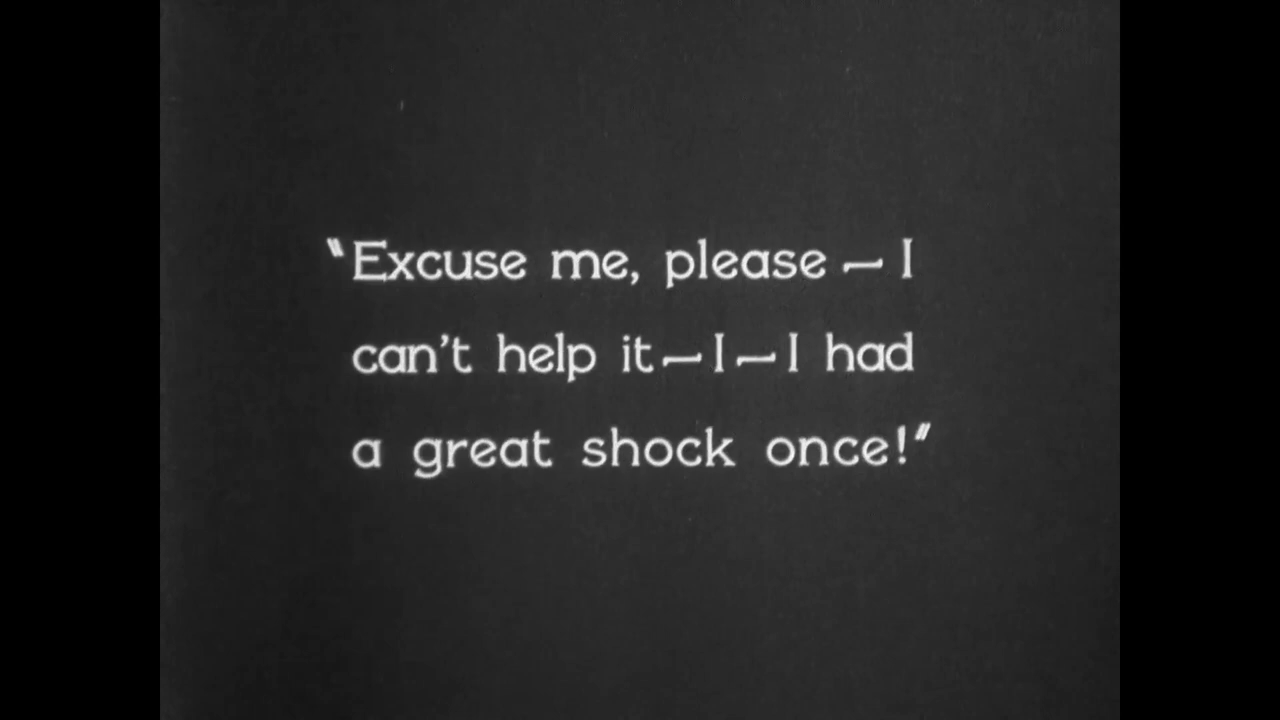 "Excuse me, please — I
can't help it — I — I had
a great shock once!"